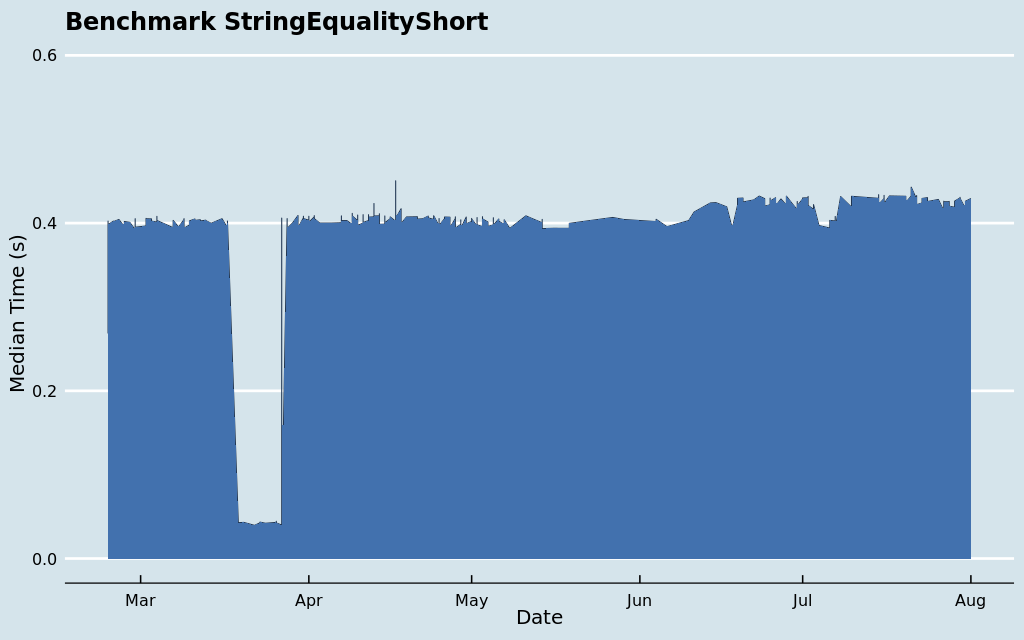 Benchmark StringEqualityShort
0.6
0.4
0.2
0.0
Median Time (s)
Mar Apr May Jun Jul Aug
Date